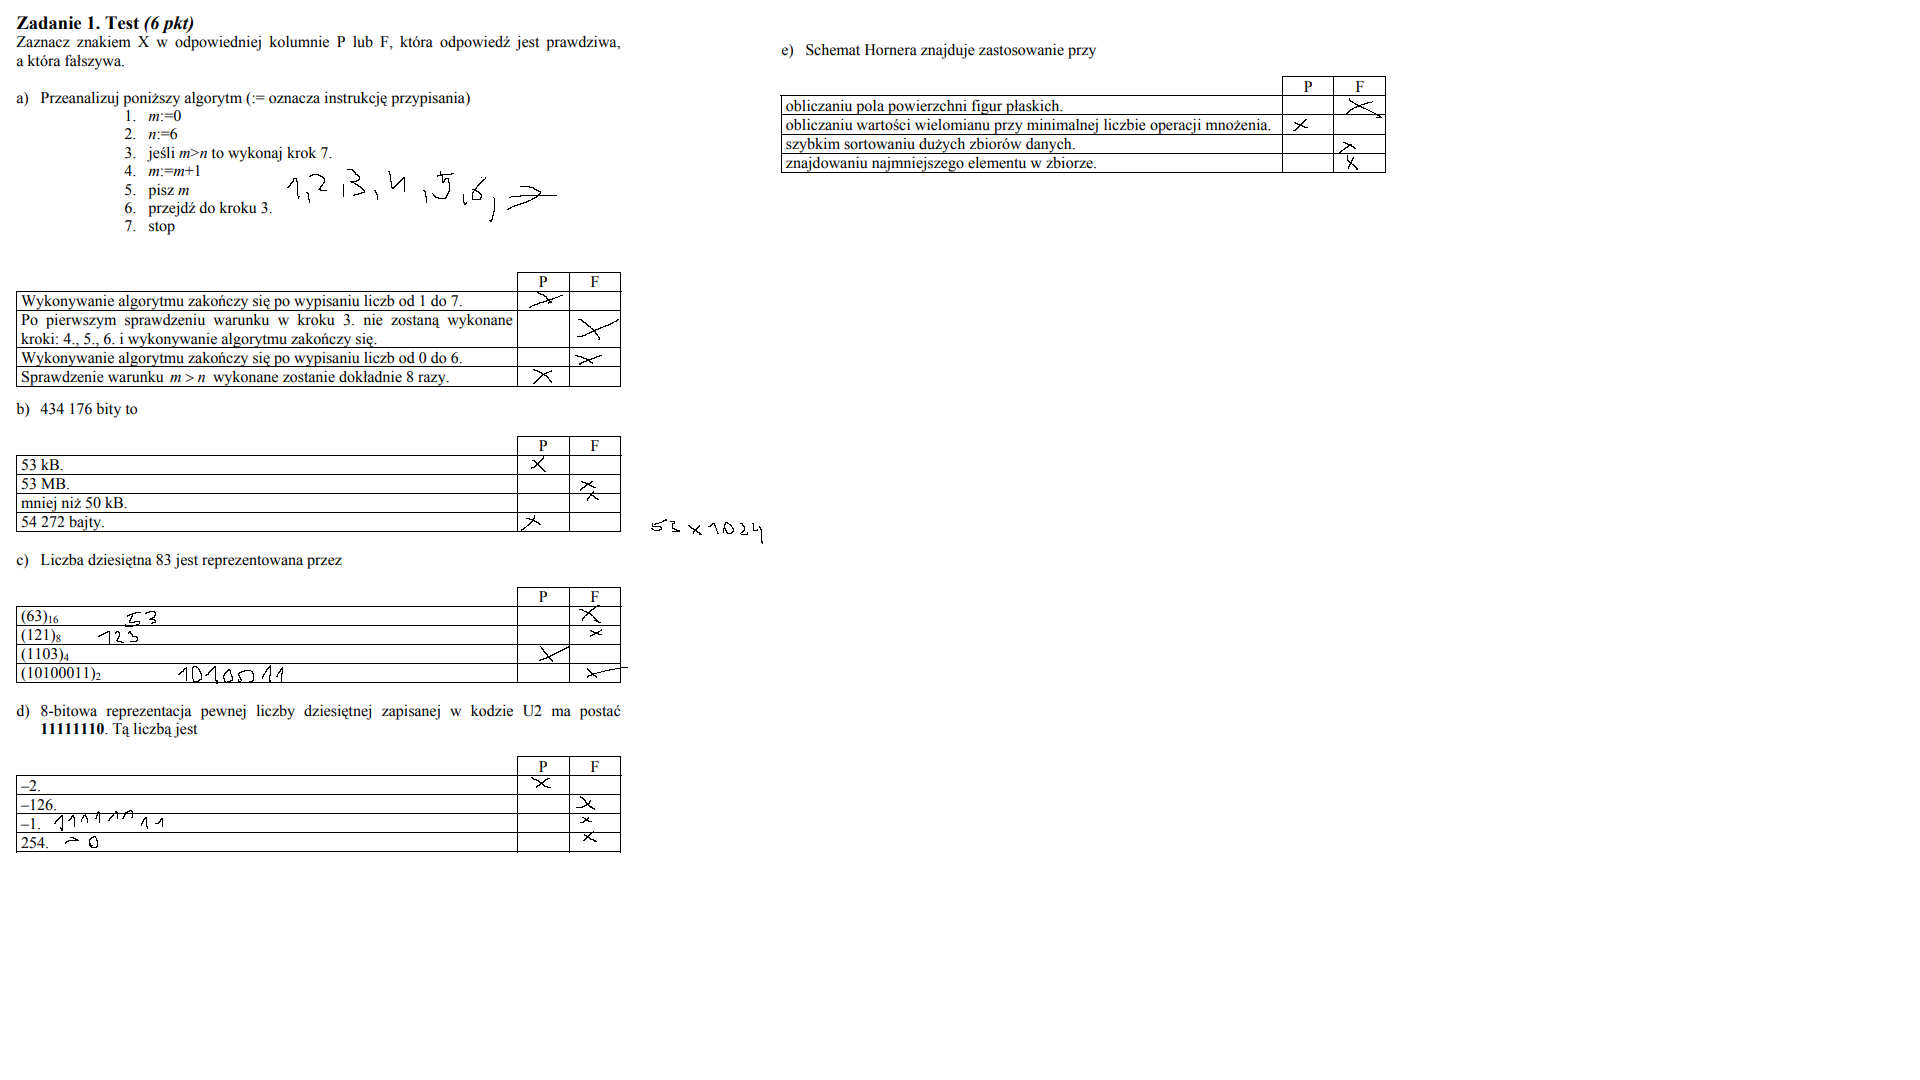 Zadanie 1. Test (6 pkt)
Zaznacz znakiem X w odpowiedniej kolumnie P lub F, która odpowiedź jest prawdziwa,
a która fałszywa.
a) Przeanalizuj poniższy algorytm (:= oznacza instrukcję przypisania)
1. m:=0
2. n:=6
3. jeśli m>n to wykonaj krok 7.
4. m:=m+1
5. pisz m
6. przejdź do kroku 3.
7. stop
1,2,3,4,5,6,7
P F
Wykonywanie algorytmu zakończy się po wypisaniu liczb od 1 do 7. X
Po pierwszym sprawdzeniu warunku w kroku 3. nie zostaną wykonane
kroki: 4., 5., 6. i wykonywanie algorytmu zakończy się. X
Wykonywanie algorytmu zakończy się po wypisaniu liczb od 0 do 6. X
Sprawdzenie warunku m > n wykonane zostanie dokładnie 8 razy. X
b) 434 176 bity to
P F
53 kB. X
53 MB. X
mniej niż 50 kB. X
54 272 bajty. X
53 x 1024
c) Liczba dziesiętna 83 jest reprezentowana przez
P F
(63)16 53 X
(121)8 123 X
(1103)4 X
(10100011)2 1010011 X
d) 8-bitowa reprezentacja pewnej liczby dziesiętnej zapisanej w kodzie U2 ma postać
11111110. Tą liczbą jest
P F
–2. X
–126. X
–1. 11111111 X
254. > 0 X
e) Schemat Hornera znajduje zastosowanie przy
P F
obliczaniu pola powierzchni figur płaskich. X
obliczaniu wartości wielomianu przy minimalnej liczbie operacji mnożenia. X
szybkim sortowaniu dużych zbiorów danych. X
znajdowaniu najmniejszego elementu w zbiorze. X